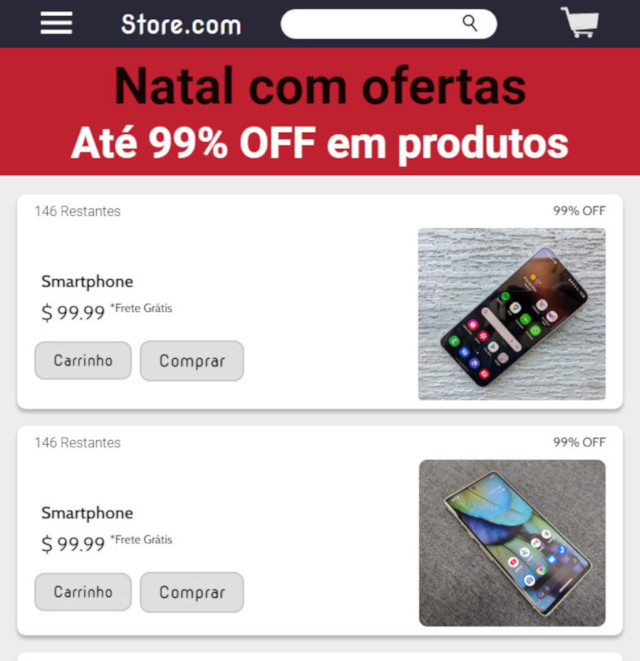 Store.com
Natal com ofertas
Até 99% OFF em produtos
146 Restantes
99% OFF
Smartphone
$ 99.99 *Frete Grátis
Carrinho
Comprar
146 Restantes
99% OFF
Smartphone
$ 99.99 *Frete Grátis
Carrinho
Comprar